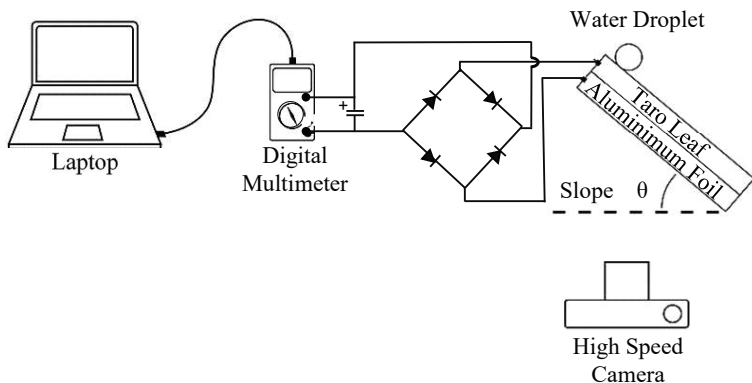 Water Droplet
+
Taro Leaf
Aluminimum Foil
Laptop
Digital
Multimeter
Slope θ
High Speed
Camera